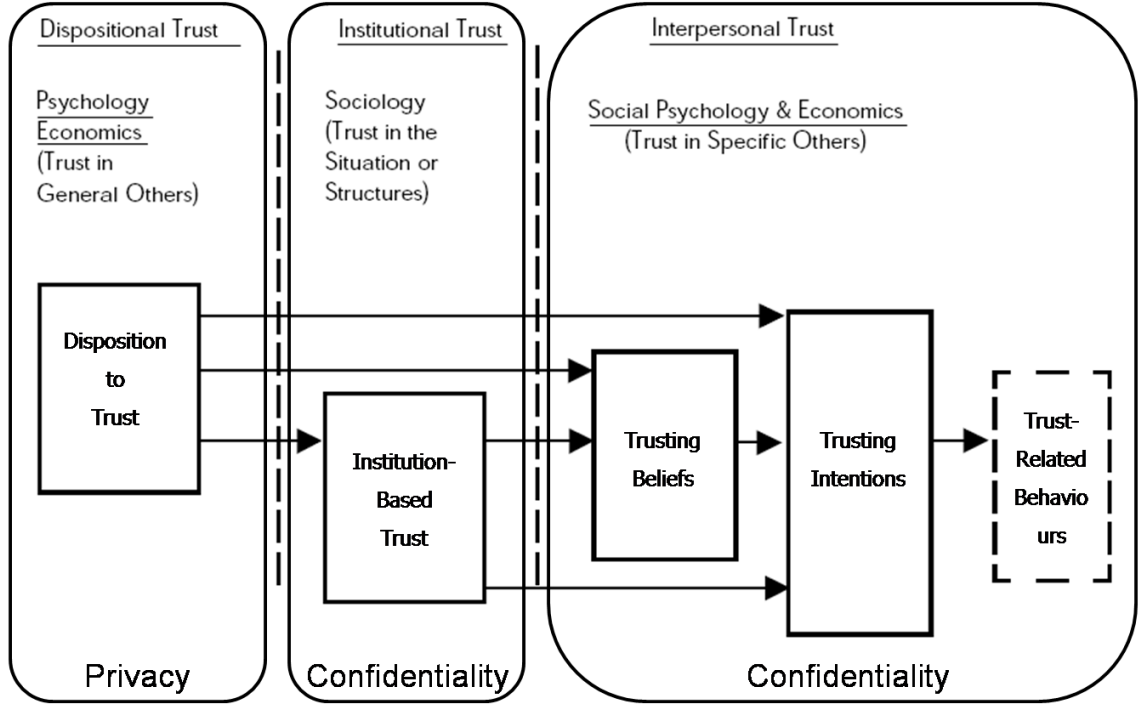 Dispositional Trust
Psychology
Economics
(Trust in
General Others)
Disposition
to
Trust
Privacy
Institutional Trust
Sociology
(Trust in the
Situation or
Structures)
Institution-
Based
Trust
Confidentiality
Interpersonal Trust
Social Psychology & Economics
(Trust in Specific Others)
Trusting
Beliefs
Trusting
Intentions
Trust-
Related
Behavio
urs
Confidentiality